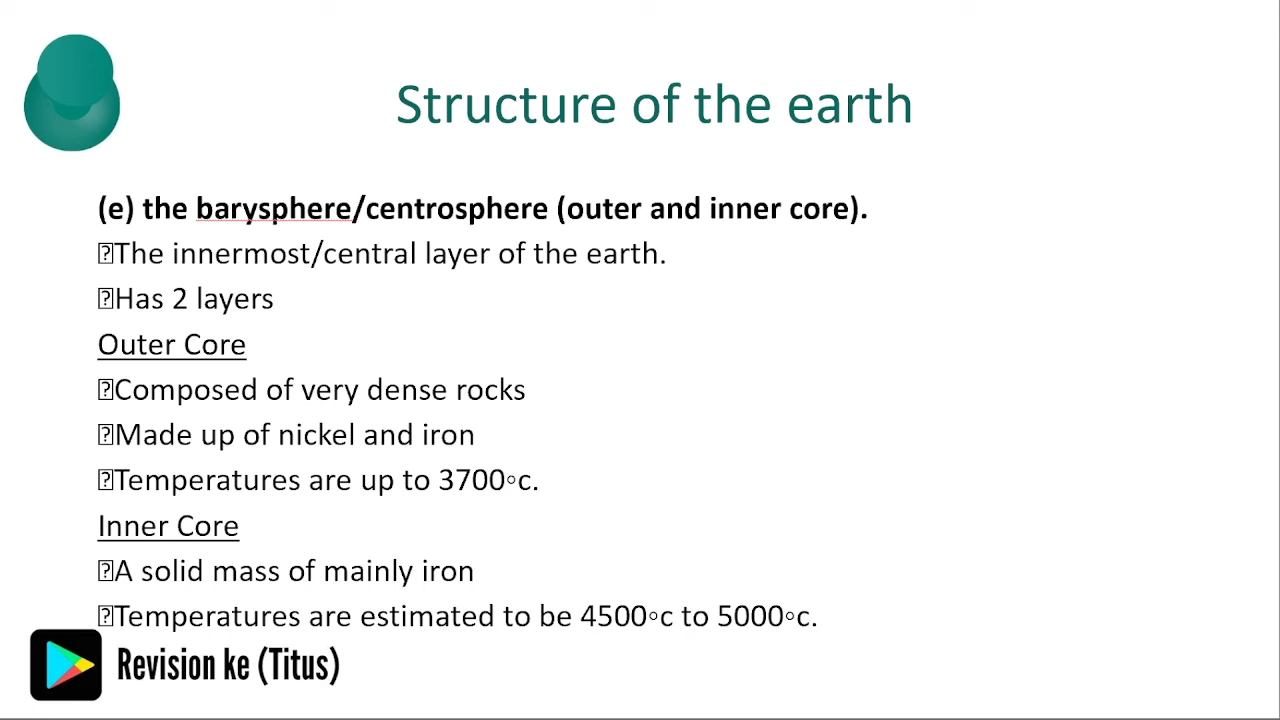 Structure of the earth
(e) the barysphere/centrosphere (outer and inner core).
⍰The innermost/central layer of the earth.
⍰Has 2 layers
Outer Core
⍰Composed of very dense rocks
⍰Made up of nickel and iron
⍰Temperatures are up to 3700◦c.
Inner Core
⍰A solid mass of mainly iron
⍰Temperatures are estimated to be 4500◦c to 5000◦c.
Revision ke (Titus)